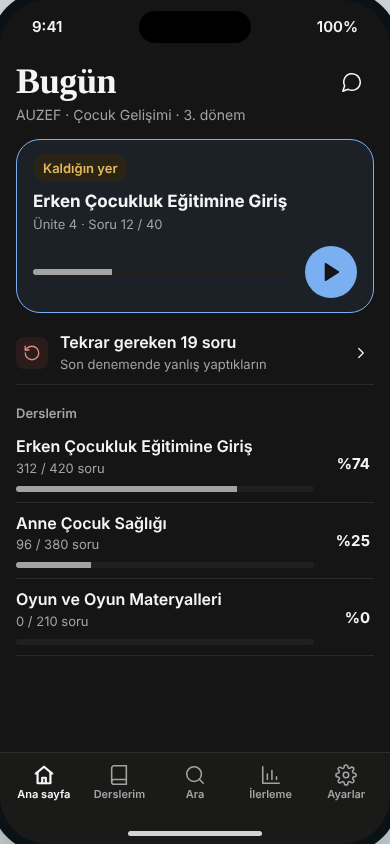 9:41
100%
Bugün
AUZEF · Çocuk Gelişimi · 3. dönem
Kaldığın yer
Erken Çocukluk Eğitimine Giriş
Ünite 4 · Soru 12 / 40
Tekrar gereken 19 soru
Son denemende yanlış yaptıkların
Derslerim
Erken Çocukluk Eğitimine Giriş
312 / 420 soru
%74
Anne Çocuk Sağlığı
96 / 380 soru
%25
Oyun ve Oyun Materyalleri
0 / 210 soru
%0
Ana sayfa
Derslerim
Ara
İlerleme
Ayarlar